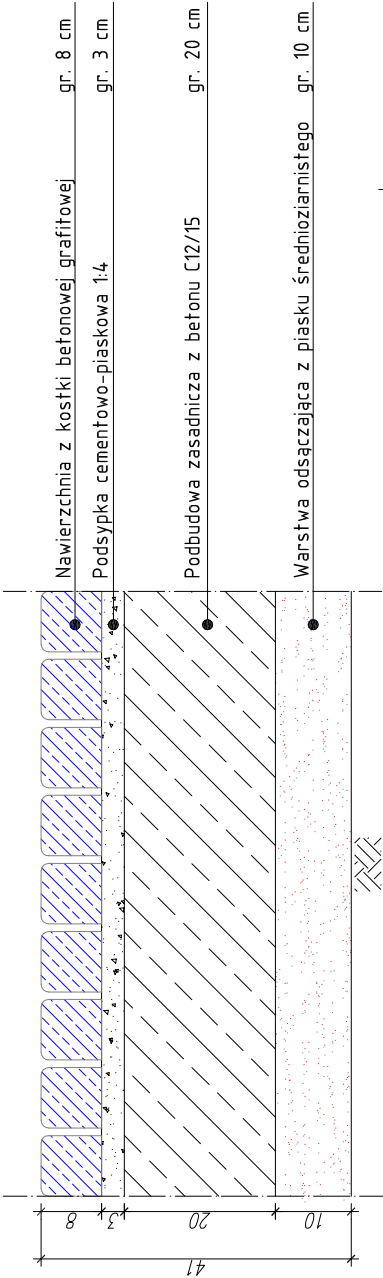 Nawierzchnia z kostki betonowej grafitowej gr. 8 cm
Podsypka cementowo-piaskowa 1:4 gr. 3 cm
Podbudowa zasadnicza z betonu C12/15 gr. 20 cm
Warstwa odsączająca z piasku średnioziarnistego gr. 10 cm
8
3
20
10
41